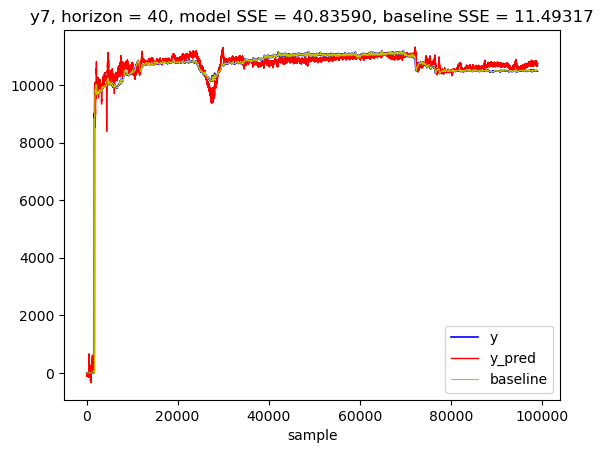 y7, horizon = 40, model SSE = 40.83590, baseline SSE = 11.49317
10000
8000
6000
4000
2000
0
y
y_pred
baseline
0 20000 40000 60000 80000 100000
sample